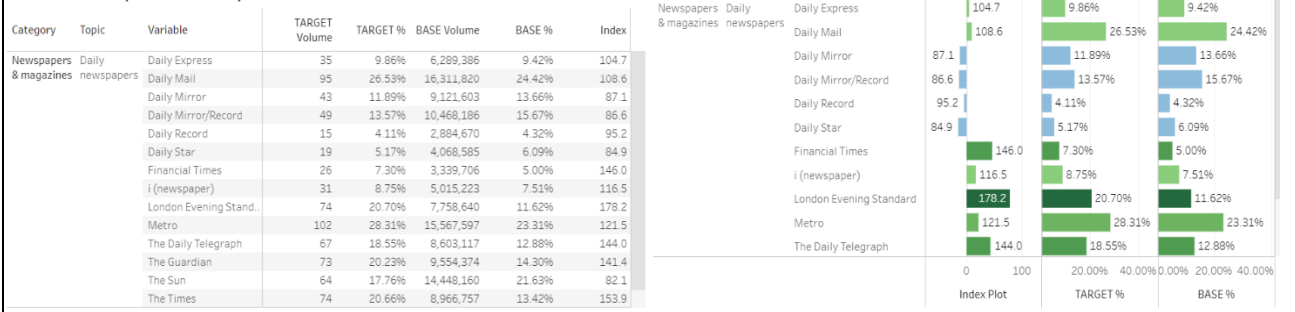 Category Topic Variable TARGET Volume TARGET % BASE Volume BASE % Index
Newspapers & magazines Daily newspapers Daily Express 35 9.86% 6,289,386 9.42% 104.7
Daily Mail 95 26.53% 16,311,820 24.42% 108.6
Daily Mirror 43 11.89% 9,121,603 13.66% 87.1
Daily Mirror/Record 49 13.57% 10,468,186 15.67% 86.6
Daily Record 15 4.11% 2,884,670 4.32% 95.2
Daily Star 19 5.17% 4,068,585 6.09% 84.9
Financial Times 26 7.30% 3,339,706 5.00% 146.0
i (newspaper) 31 8.75% 5,015,223 7.51% 116.5
London Evening Stand.. 74 20.70% 7,758,640 11.62% 178.2
Metro 102 28.31% 15,567,597 23.31% 121.5
The Daily Telegraph 67 18.55% 8,603,117 12.88% 144.0
The Guardian 73 20.23% 9,554,374 14.30% 141.4
The Sun 64 17.76% 14,448,160 21.63% 82.1
The Times 74 20.66% 8,966,757 13.42% 153.9
Newspapers & magazines Daily newspapers Daily Express 104.7 9.86% 9.42%
Daily Mail 108.6 26.53% 24.42%
Daily Mirror 87.1 11.89% 13.66%
Daily Mirror/Record 86.6 13.57% 15.67%
Daily Record 95.2 4.11% 4.32%
Daily Star 84.9 5.17% 6.09%
Financial Times 146.0 7.30% 5.00%
i (newspaper) 116.5 8.75% 7.51%
London Evening Standard 178.2 20.70% 11.62%
Metro 121.5 28.31% 23.31%
The Daily Telegraph 144.0 18.55% 12.88%
0 100 20.00% 40.00% 0.00% 20.00% 40.00%
Index Plot TARGET % BASE %